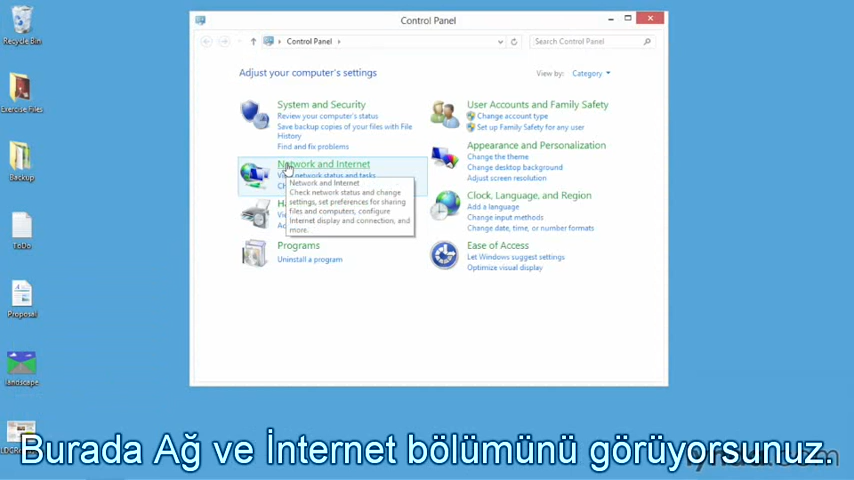 Control Panel
Recycle Bin
Control Panel
Search Control Panel
Adjust your computer's settings
View by: Category
System and Security
Review your computer's status
Save backup copies of your files with File
History
Find and fix problems
Network and Internet
network status and tasks
Network and Internet
Check network status and change
settings, set preferences for sharing
files and computers, configure
Internet display and connection, and
more.
Programs
Uninstall a program
User Accounts and Family Safety
Change account type
Set up Family Safety for any user
Appearance and Personalization
Change the theme
Change desktop background
Adjust screen resolution
Clock, Language, and Region
Add a language
Change input methods
Change date, time, or number formats
Ease of Access
Let Windows suggest settings
Optimize visual display
Exercise Files
Backup
ToDo
Proposal
landscape
Burada Ağ ve İnternet bölümünü görüyorsunuz.